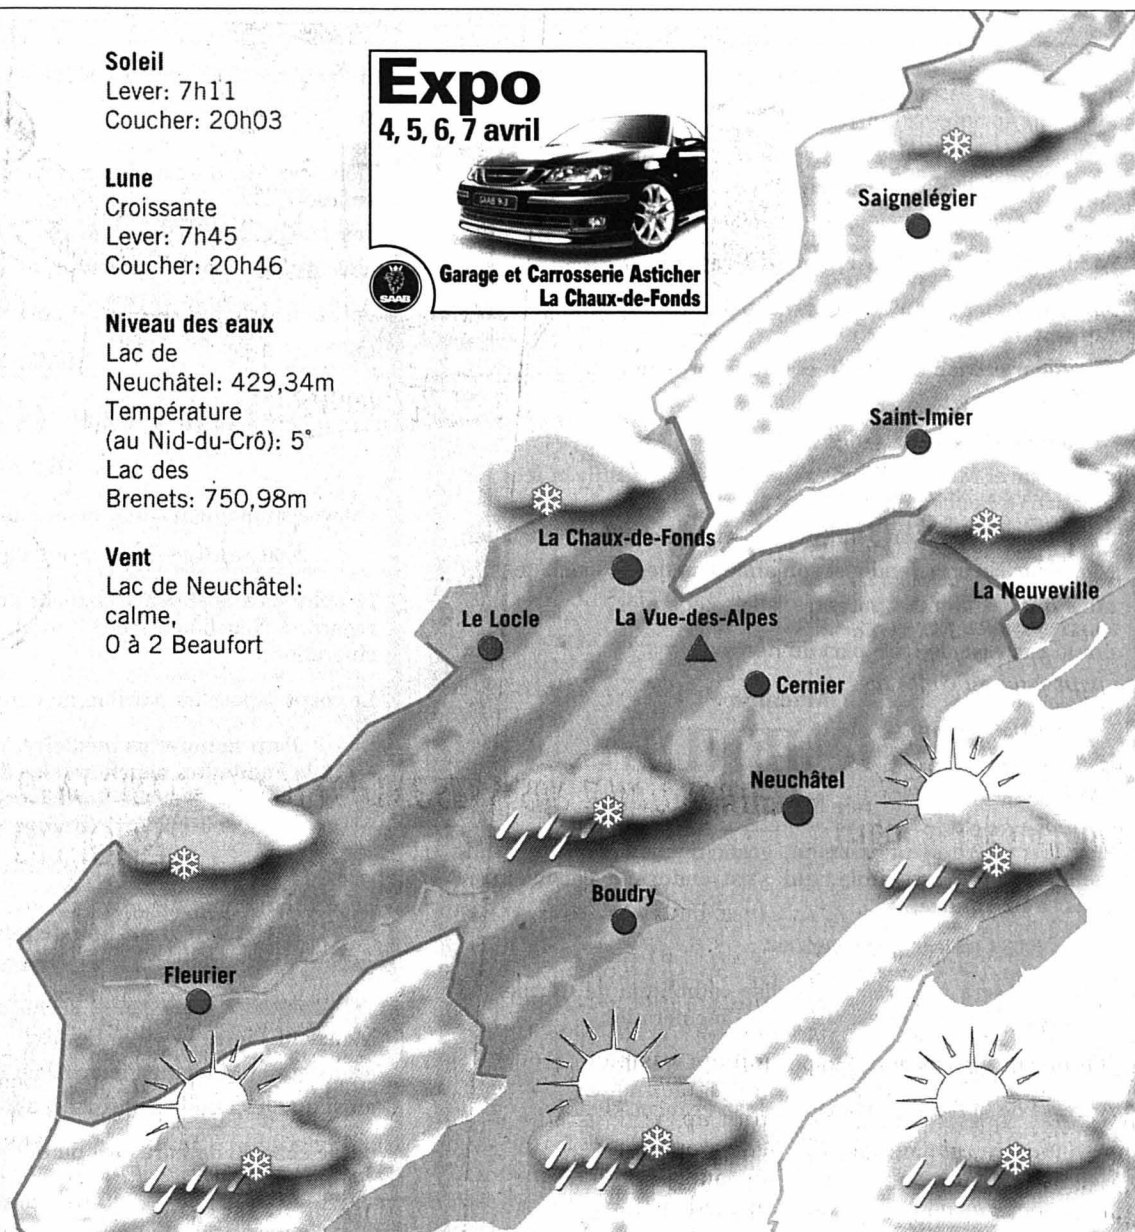 Soleil
Lever: 7h11
Coucher: 20h03
Lune
Croissante
Lever: 7h45
Coucher: 20h46
Niveau des eaux
Lac de
Neuchâtel: 429,34m
Température
(au Nid-du-Crô): 5°
Lac des
Brenets: 750,98m
Vent
Lac de Neuchâtel:
calme,
0 à 2 Beaufort
Expo
4, 5, 6, 7 avril
SAAB 9-3
SAAB
Garage et Carrosserie Asticher
La Chaux-de-Fonds
Saignelégier
Saint-Imier
La Chaux-de-Fonds
La Neuveville
Le Locle
La Vue-des-Alpes
Cernier
Neuchâtel
Boudry
Fleurier